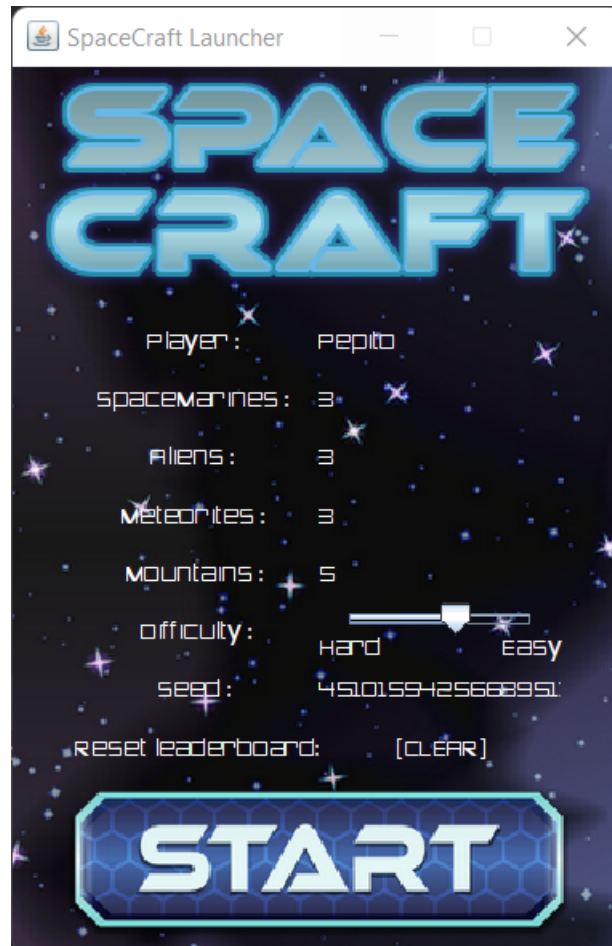 SpaceCraft Launcher
SPACE
CRAFT
Player: Pepito
SpaceMarines: 3
Aliens: 3
Meteorites: 3
Mountains: 5
Difficulty:
Hard Easy
Seed:
Reset leaderboard: [CLEAR]
START